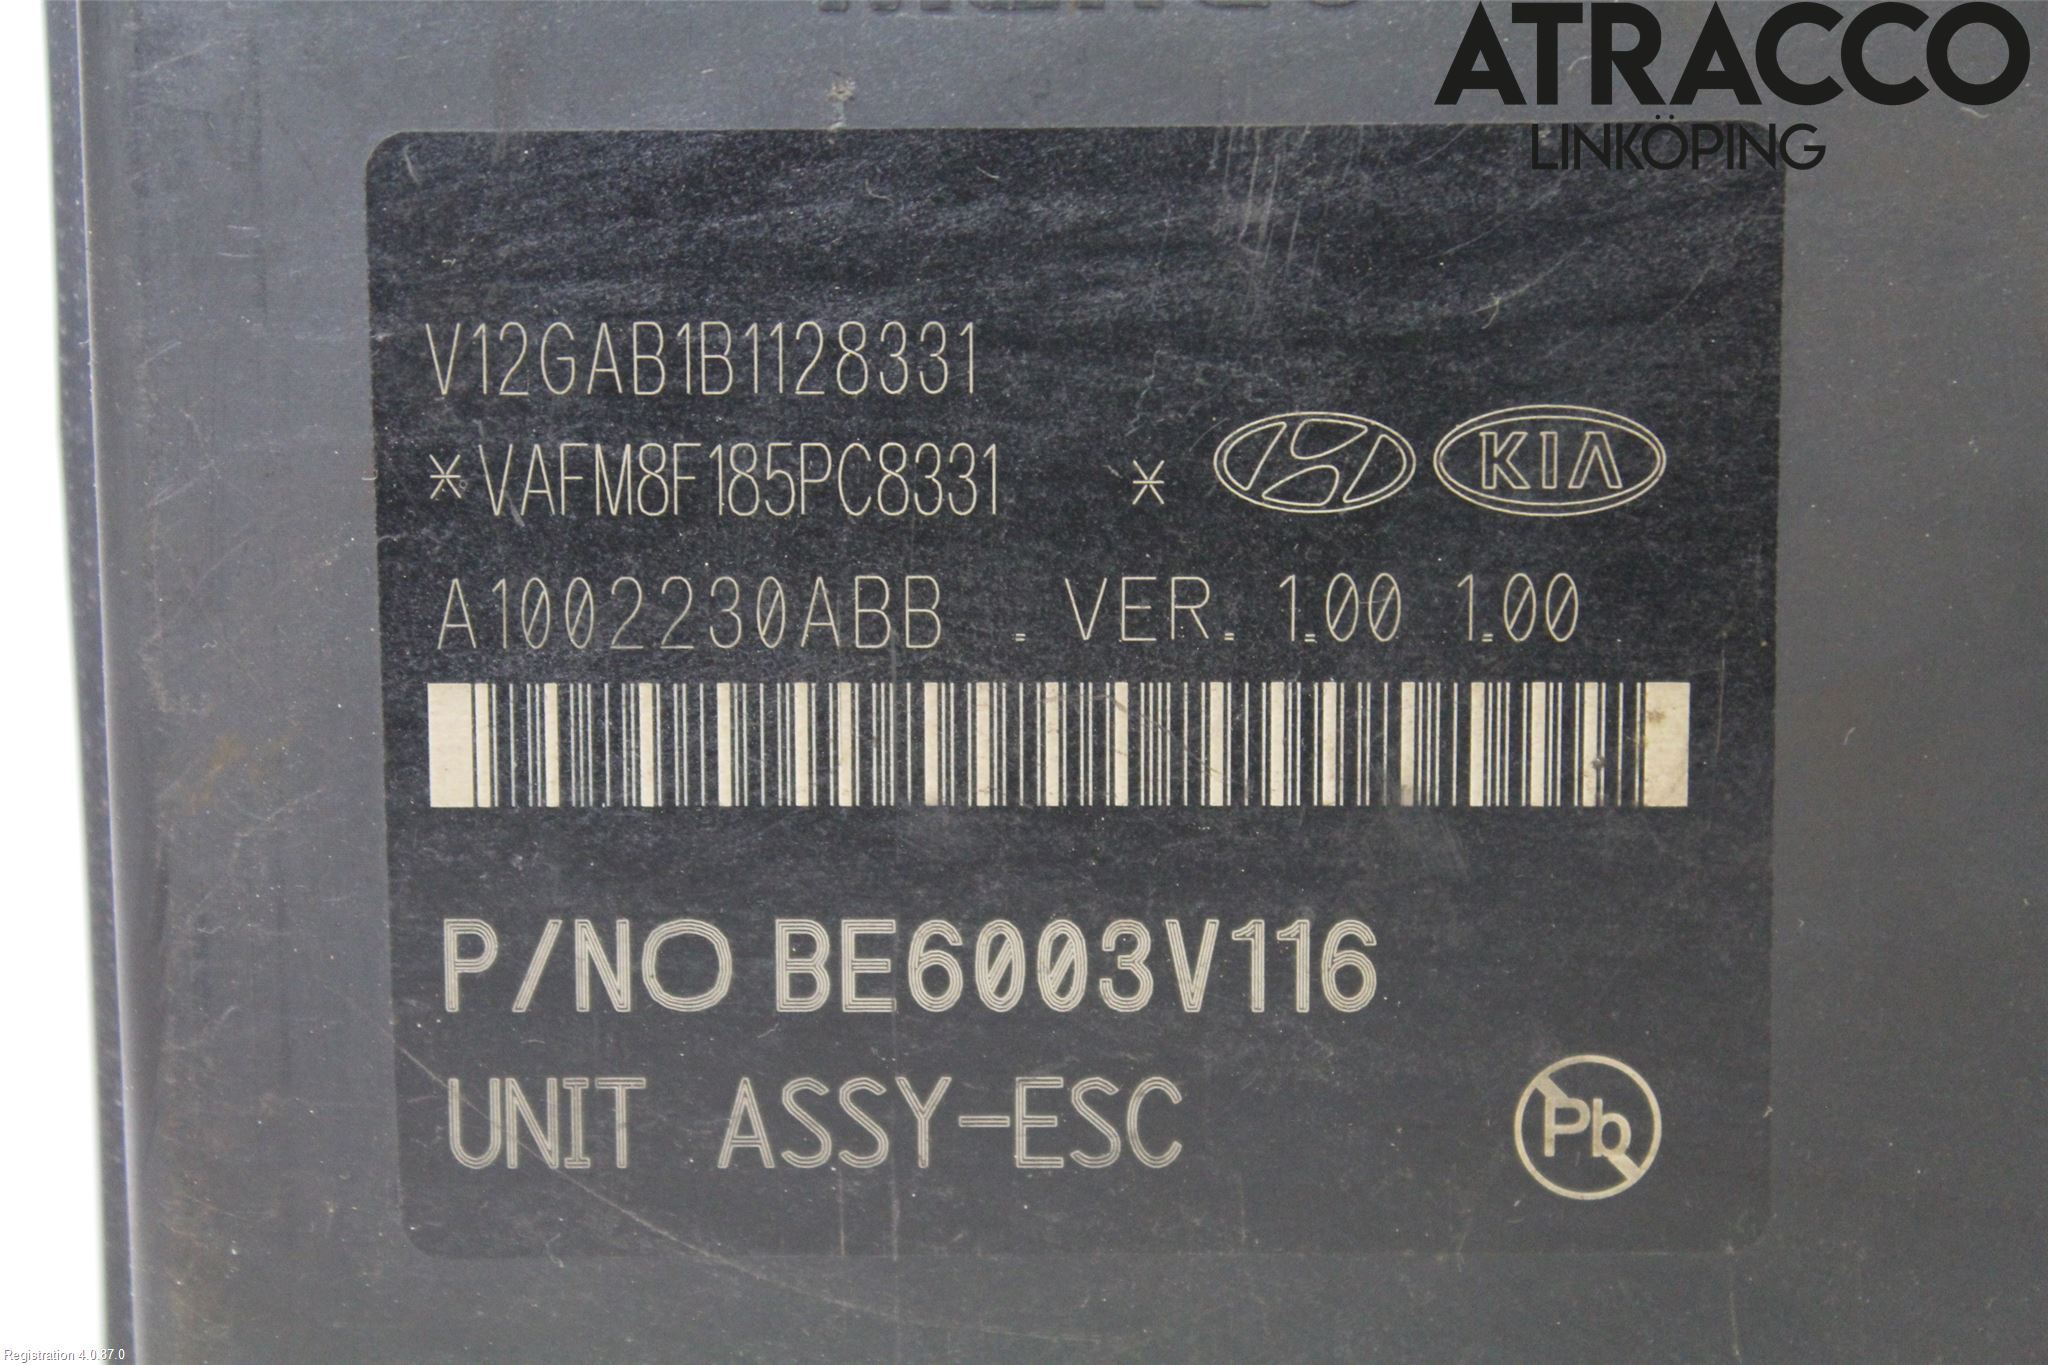 ATRACCO
LINKÖPING
V12GAB1B1128331
*VAFM8F185PC8331 *
KIA
A1002230ABB . VER. 1.00 1.00
P/NO BE6003V116
UNIT ASSY-ESC
Pb
Registration 4.0.87.0